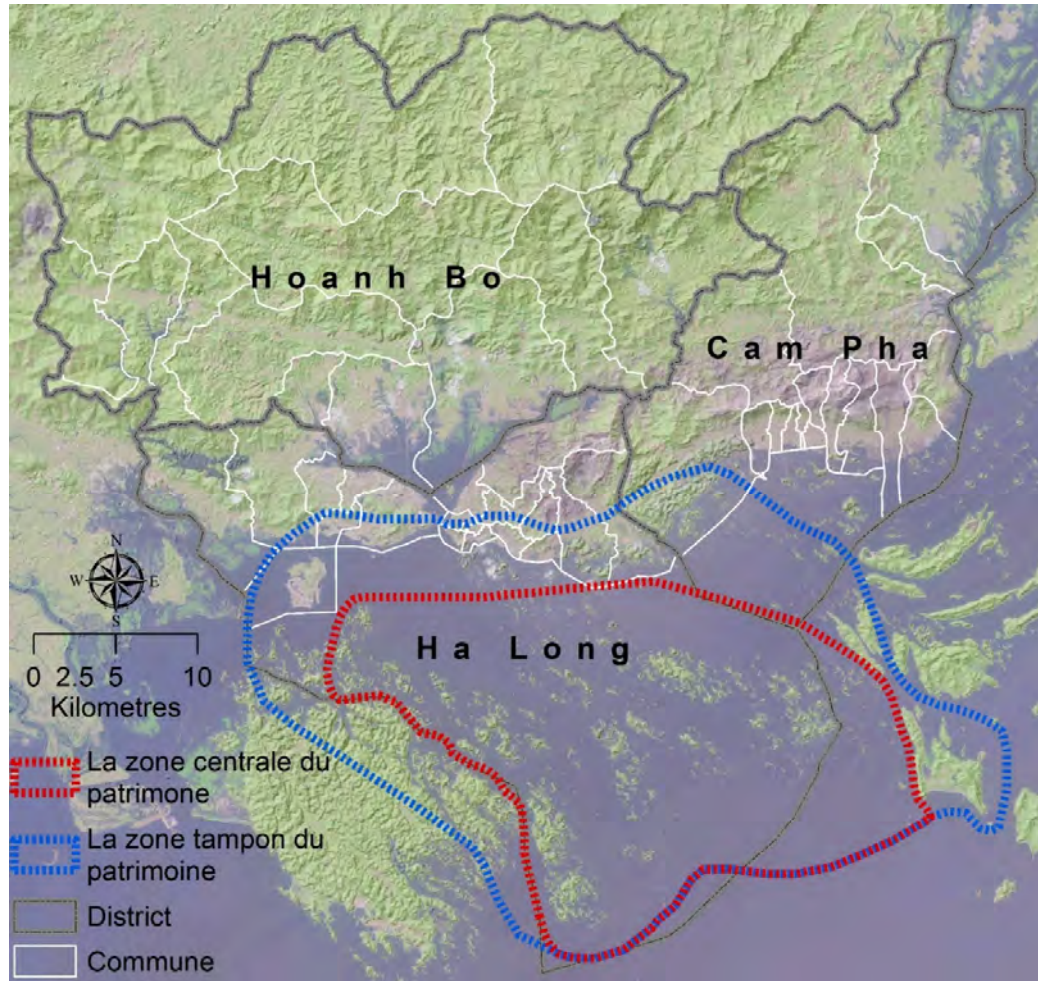 Hoanh Bo
Cam Pha
Ha Long
N
W E
S
0 2.5 5 10
Kilometres
La zone centrale du
patrimone
La zone tampon du
patrimoine
District
Commune